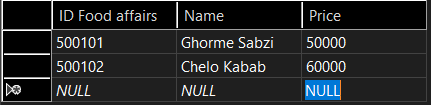 ID Food affairs Name Price
500101 Ghorme Sabzi 50000
500102 Chelo Kabab 60000
NULL NULL NULL